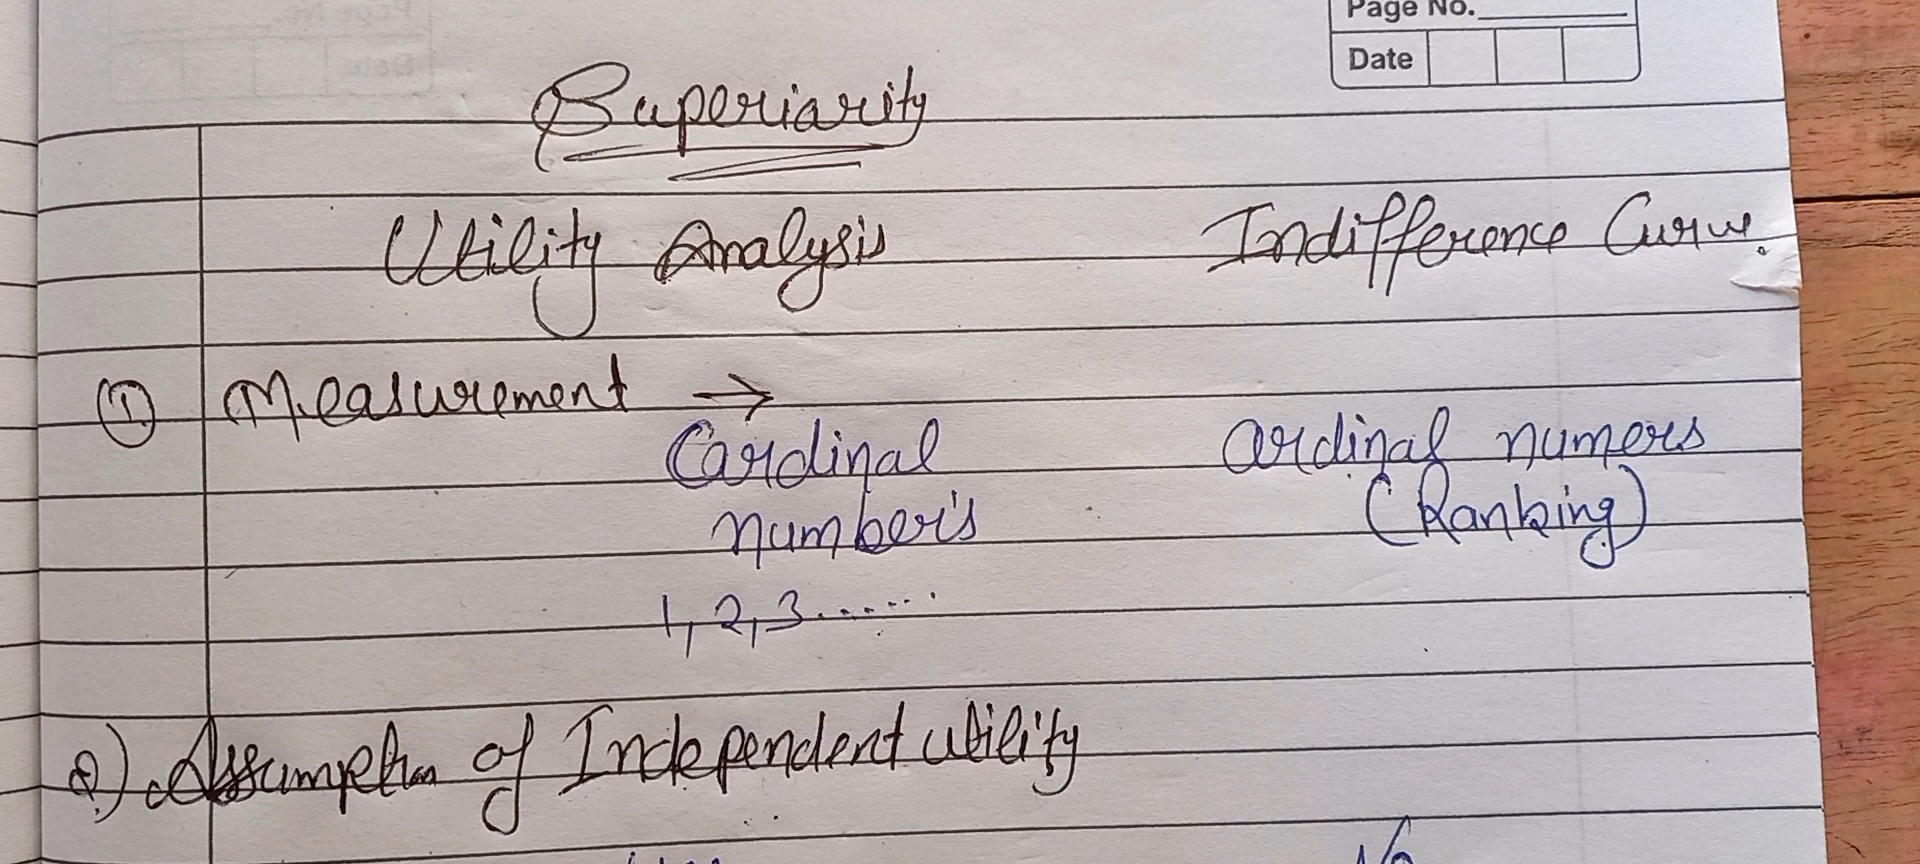 Page No.
Date
Superiarity
Utility Analysis Indifference Curve.
1. Measurement →
Cardinal ordinal numers
number's (Ranking)
1, 2, 3.......
2) Assumption of Independent utility
No